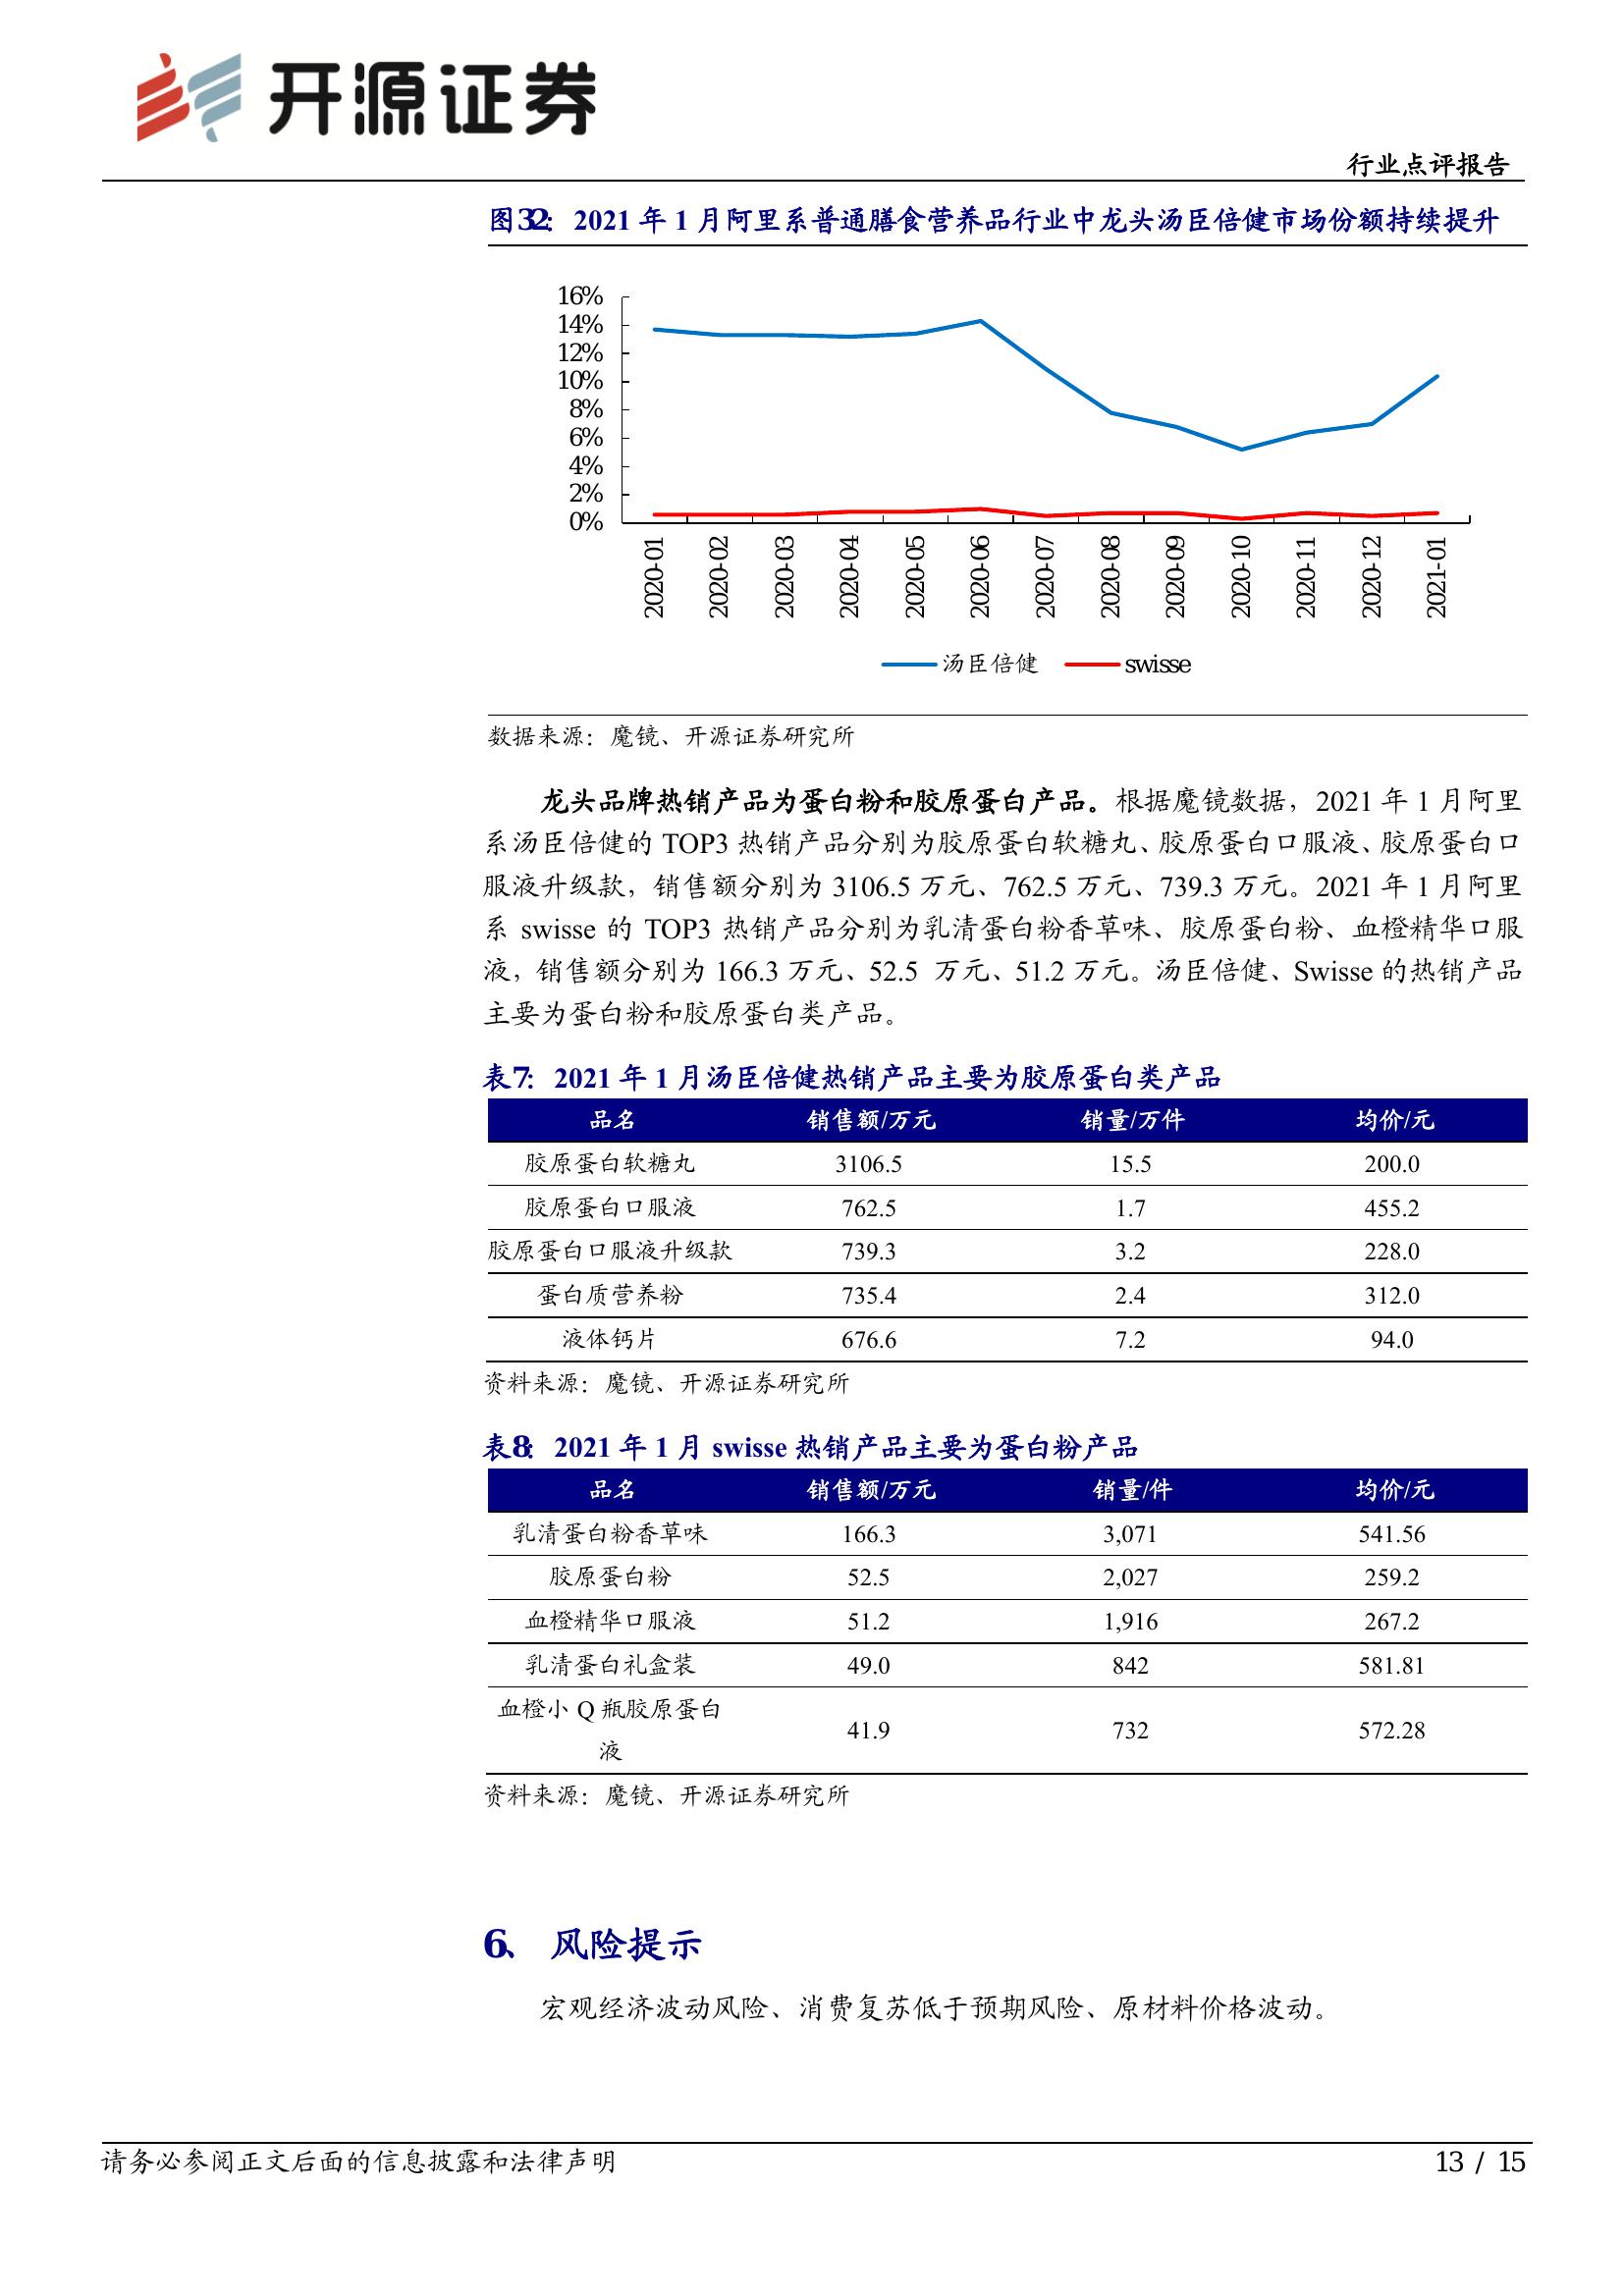 开源证券
行业点评报告
图32： 2021 年 1 月阿里系普通膳食营养品行业中龙头汤臣倍健市场份额持续提升
16%
14%
12%
10%
8%
6%
4%
2%
0%
2020-01 2020-02 2020-03 2020-04 2020-05 2020-06 2020-07 2020-08 2020-09 2020-10 2020-11 2020-12 2021-01
汤臣倍健 swisse
数据来源：魔镜、开源证券研究所
龙头品牌热销产品为蛋白粉和胶原蛋白产品。根据魔镜数据，2021 年 1 月阿里
系汤臣倍健的 TOP3 热销产品分别为胶原蛋白软糖丸、胶原蛋白口服液、胶原蛋白口
服液升级款，销售额分别为 3106.5 万元、762.5 万元、739.3 万元。2021 年 1 月阿里
系 swisse 的 TOP3 热销产品分别为乳清蛋白粉香草味、胶原蛋白粉、血橙精华口服
液，销售额分别为 166.3 万元、52.5 万元、51.2 万元。汤臣倍健、Swisse 的热销产品
主要为蛋白粉和胶原蛋白类产品。
表7： 2021 年 1 月汤臣倍健热销产品主要为胶原蛋白类产品
品名 销售额/万元 销量/万件 均价/元
胶原蛋白软糖丸 3106.5 15.5 200.0
胶原蛋白口服液 762.5 1.7 455.2
胶原蛋白口服液升级款 739.3 3.2 228.0
蛋白质营养粉 735.4 2.4 312.0
液体钙片 676.6 7.2 94.0
资料来源：魔镜、开源证券研究所
表8： 2021 年 1 月 swisse 热销产品主要为蛋白粉产品
品名 销售额/万元 销量/件 均价/元
乳清蛋白粉香草味 166.3 3,071 541.56
胶原蛋白粉 52.5 2,027 259.2
血橙精华口服液 51.2 1,916 267.2
乳清蛋白礼盒装 49.0 842 581.81
血橙小 Q 瓶胶原蛋白
液 41.9 732 572.28
资料来源：魔镜、开源证券研究所
6、 风险提示
宏观经济波动风险、消费复苏低于预期风险、原材料价格波动。
请务必参阅正文后面的信息披露和法律声明
13 / 15